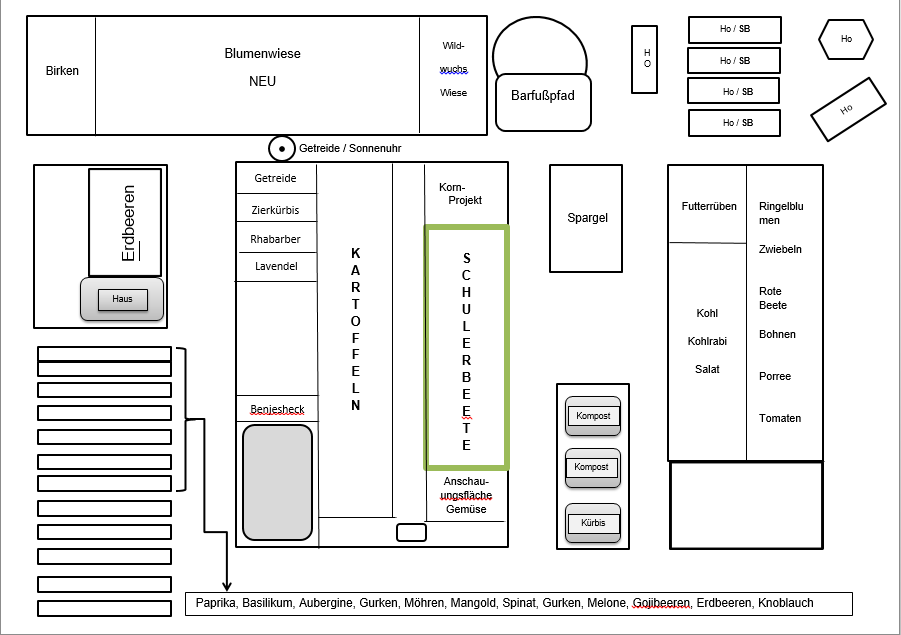 Birken
Blumenwiese
NEU
Wild-
wuchs
Wiese
Barfußpfad
H
O
Ho / SB
Ho / SB
Ho / SB
Ho / SB
Ho
Ho
Getreide / Sonnenuhr
Erdbeeren
Haus
Getreide
Zierkürbis
Rhabarber
Lavendel
Benjesheck
K
A
R
T
O
F
F
E
L
N
Korn-
Projekt
S
C
H
U
L
E
R
B
E
E
T
E
Anschau-
ungsfläche
Gemüse
Spargel
Kompost
Kompost
Kürbis
Futterrüben
Kohl
Kohlrabi
Salat
Ringelblu
men
Zwiebeln
Rote
Beete
Bohnen
Porree
Tomaten
Paprika, Basilikum, Aubergine, Gurken, Möhren, Mangold, Spinat, Gurken, Melone, Gojibeeren, Erdbeeren, Knoblauch